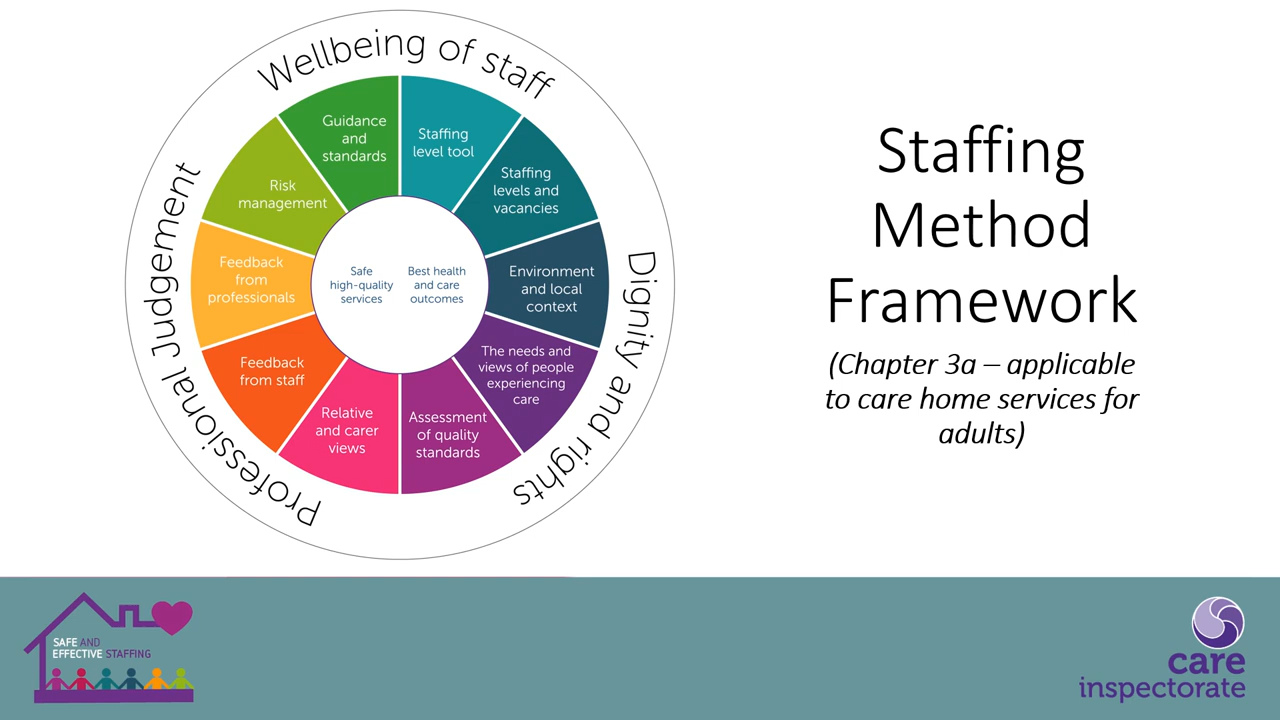 Wellbeing of staff
Dignity and rights
Professional Judgement
Staffing
level tool
Staffing
levels and
vacancies
Environment
and local
context
The needs and
views of people
experiencing
care
Assessment
of quality
standards
Relative
and carer
views
Feedback
from staff
Feedback
from
professionals
Risk
management
Guidance
and
standards
Safe
high-quality
services
Best health
and care
outcomes
Staffing
Method
Framework
(Chapter 3a – applicable
to care home services for
adults)
SAFE AND
EFFECTIVE STAFFING
care
inspectorate